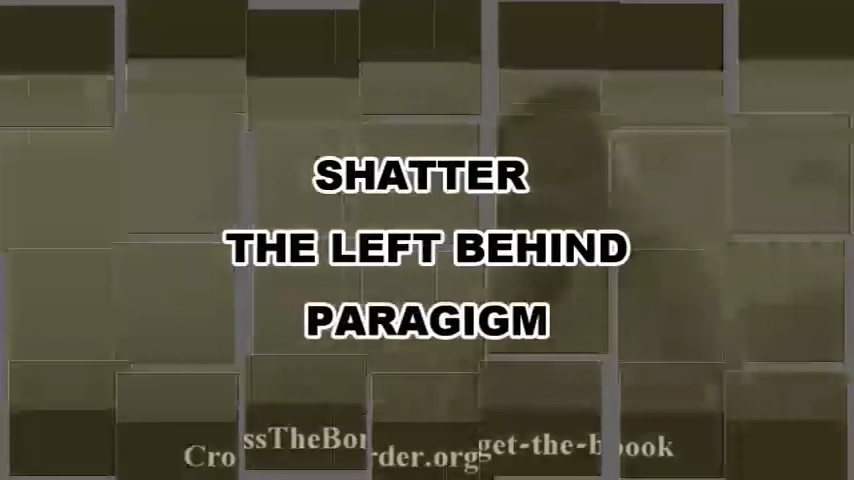 SHATTER
THE LEFT BEHIND
PARAGIGM
CrossTheBorder.org get-the-book